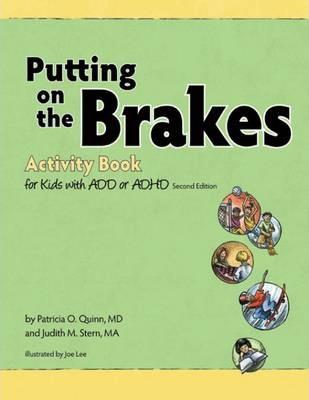 Putting
on
the Brakes
Activity Book
for Kids with ADD or ADHD Second Edition
by Patricia O. Quinn, MD
and Judith M. Stern, MA
illustrated by Joe Lee